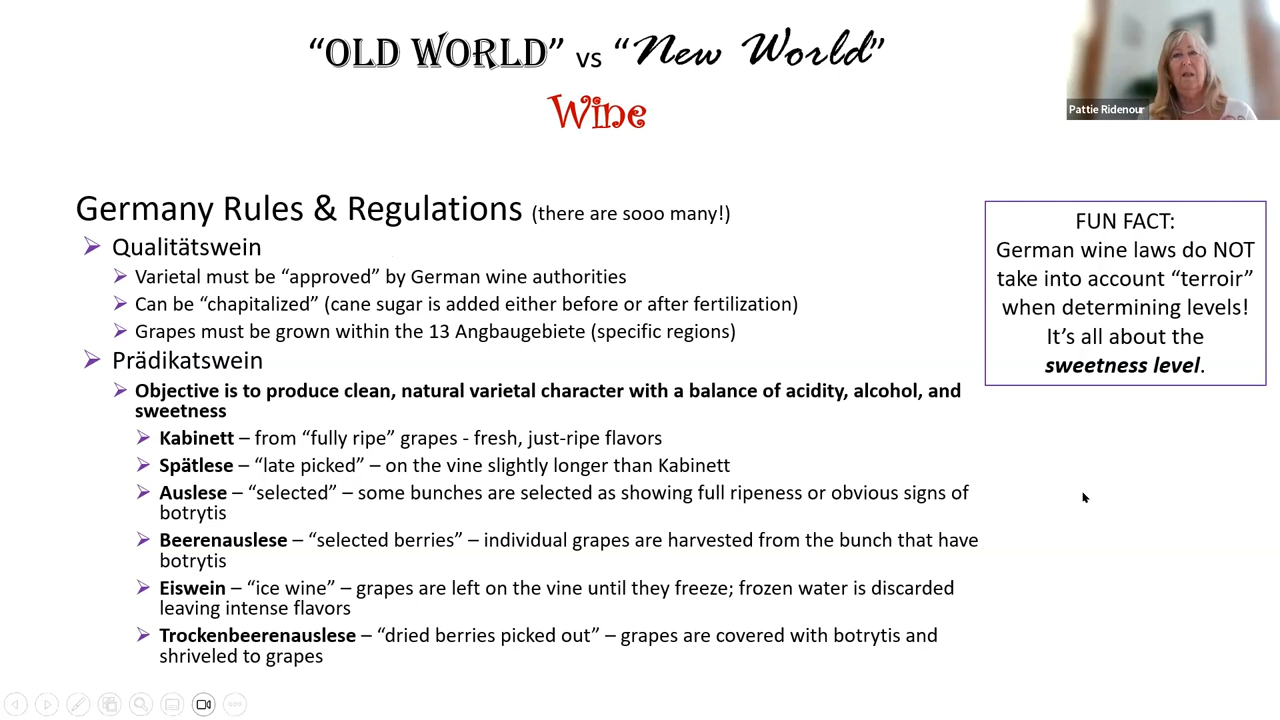 “OLD WORLD” vs “New World”
Wine
Pattie Ridenour
Germany Rules & Regulations (there are sooo many!)
Qualitätswein
Varietal must be “approved” by German wine authorities
Can be “chapitalized” (cane sugar is added either before or after fertilization)
Grapes must be grown within the 13 Angbaugebiete (specific regions)
Prädikatswein
Objective is to produce clean, natural varietal character with a balance of acidity, alcohol, and
sweetness
Kabinett – from “fully ripe” grapes - fresh, just-ripe flavors
Spätlese – “late picked” – on the vine slightly longer than Kabinett
Auslese – “selected” – some bunches are selected as showing full ripeness or obvious signs of
botrytis
Beerenauslese – “selected berries” – individual grapes are harvested from the bunch that have
botrytis
Eiswein – “ice wine” – grapes are left on the vine until they freeze; frozen water is discarded
leaving intense flavors
Trockenbeerenauslese – “dried berries picked out” – grapes are covered with botrytis and
shriveled to grapes
FUN FACT:
German wine laws do NOT
take into account “terroir”
when determining levels!
It’s all about the
sweetness level.